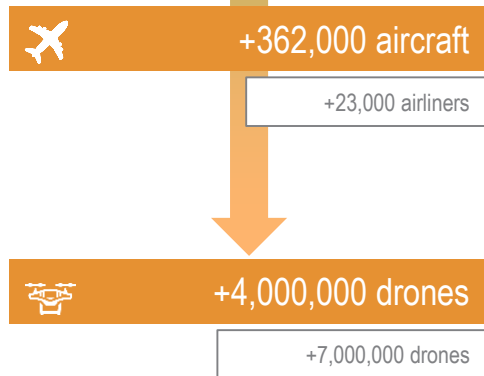 +362,000 aircraft
+23,000 airliners
+4,000,000 drones
+7,000,000 drones